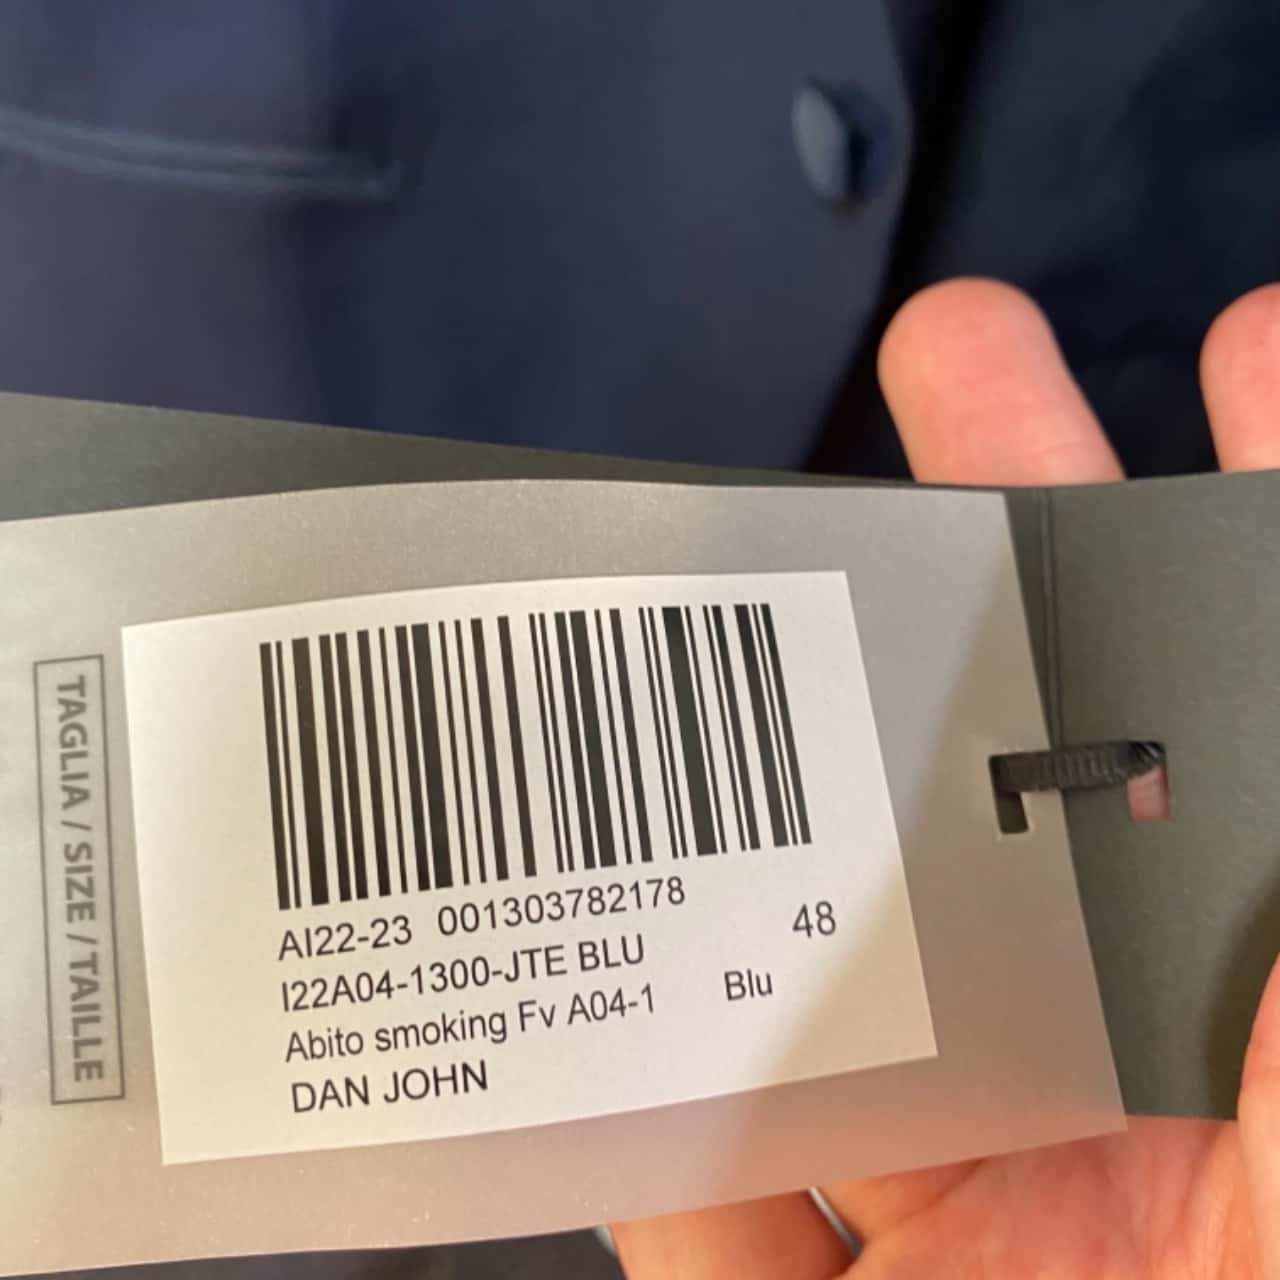 TAGLIA / SIZE / TAILLE
AI22-23 001303782178
I22A04-1300-JTE BLU 48
Abito smoking Fv A04-1 Blu
DAN JOHN